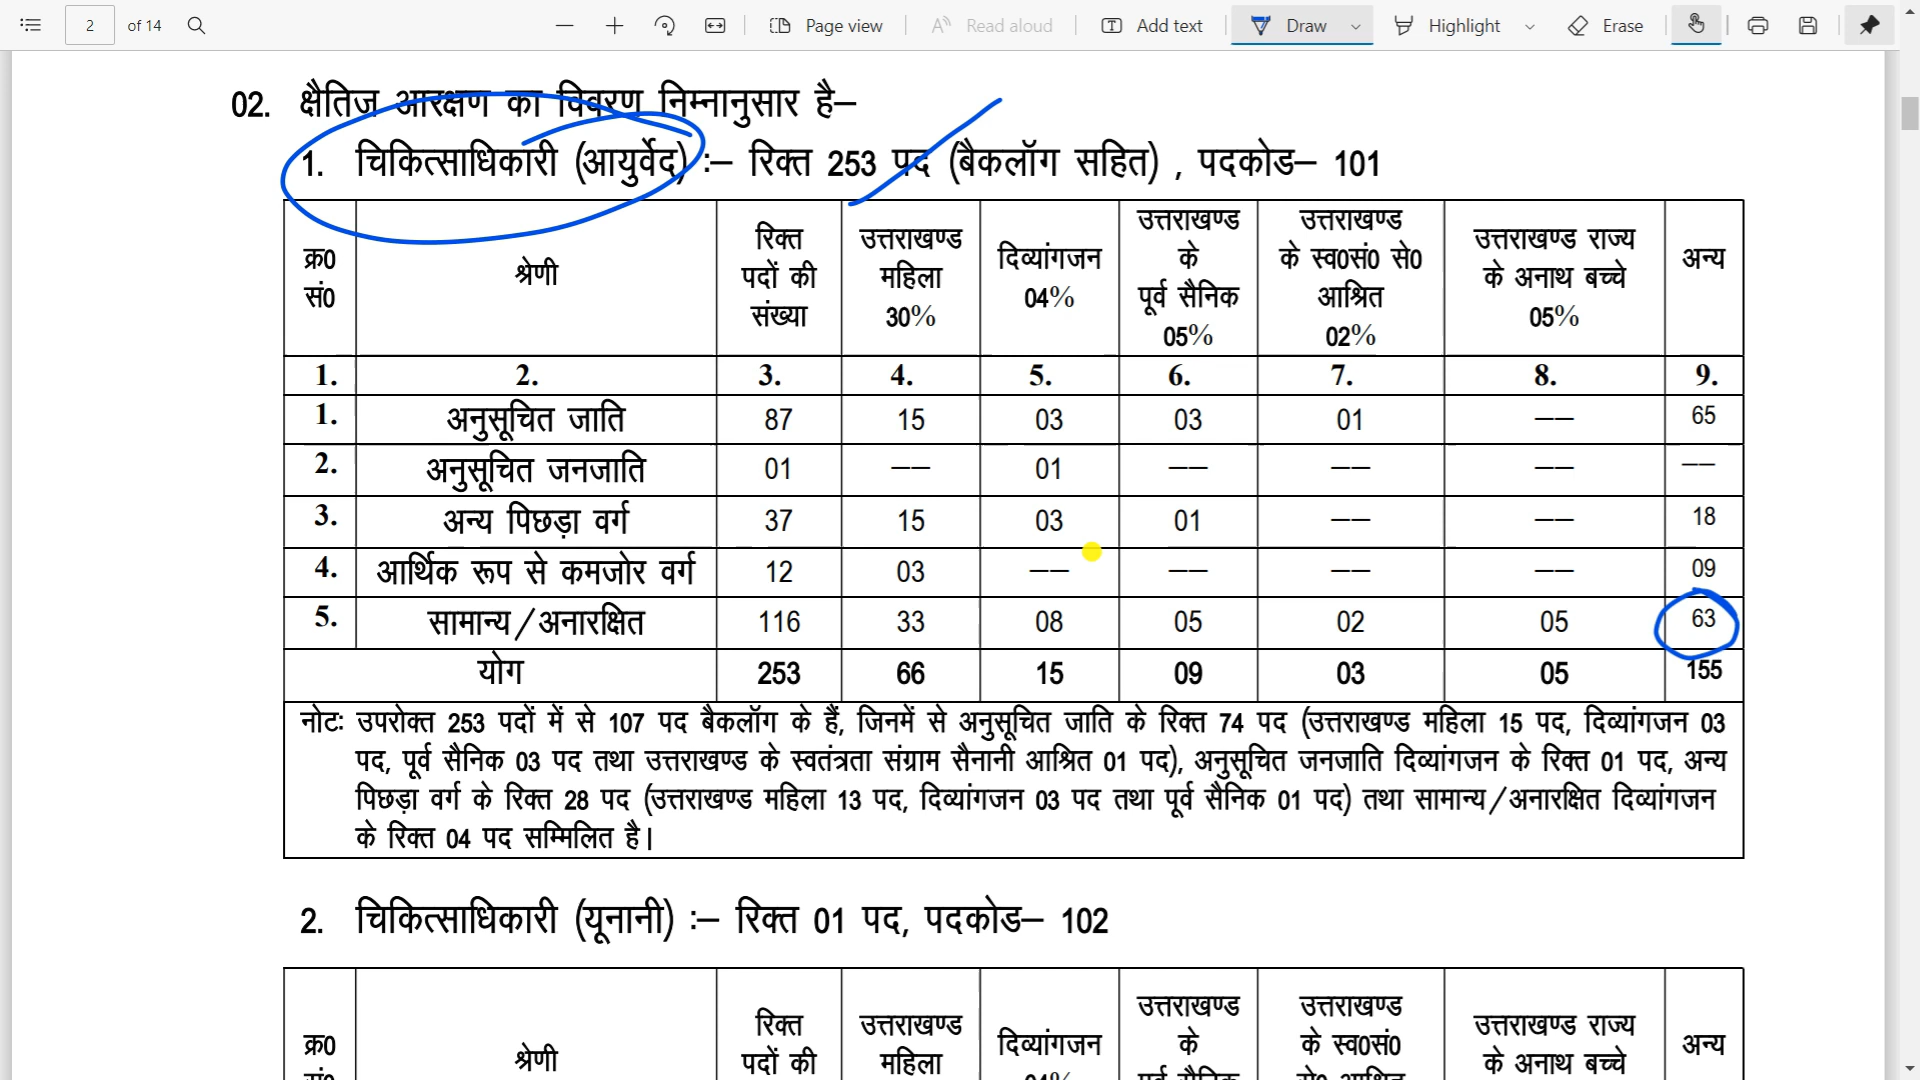 2 of 14 Page view Read aloud Add text Draw Highlight Erase
02. क्षैतिज आरक्षण का विवरण निम्नानुसार है–
1. चिकित्साधिकारी (आयुर्वेद) :– रिक्त 253 पद (बैकलॉग सहित) , पदकोड– 101
क्र0 सं0 श्रेणी रिक्त पदों की संख्या उत्तराखण्ड महिला 30% दिव्यांगजन 04% उत्तराखण्ड के पूर्व सैनिक 05% उत्तराखण्ड के स्व0सं0 से0 आश्रित 02% उत्तराखण्ड राज्य के अनाथ बच्चे 05% अन्य
1. 2. 3. 4. 5. 6. 7. 8. 9.
1. अनुसूचित जाति 87 15 03 03 01 –– 65
2. अनुसूचित जनजाति 01 –– 01 –– –– –– ––
3. अन्य पिछड़ा वर्ग 37 15 03 01 –– –– 18
4. आर्थिक रूप से कमजोर वर्ग 12 03 –– –– –– –– 09
5. सामान्य/अनारक्षित 116 33 08 05 02 05 63
योग 253 66 15 09 03 05 155
नोटः उपरोक्त 253 पदों में से 107 पद बैकलॉग के हैं, जिनमें से अनुसूचित जाति के रिक्त 74 पद (उत्तराखण्ड महिला 15 पद, दिव्यांगजन 03
पद, पूर्व सैनिक 03 पद तथा उत्तराखण्ड के स्वतंत्रता संग्राम सैनानी आश्रित 01 पद), अनुसूचित जनजाति दिव्यांगजन के रिक्त 01 पद, अन्य
पिछड़ा वर्ग के रिक्त 28 पद (उत्तराखण्ड महिला 13 पद, दिव्यांगजन 03 पद तथा पूर्व सैनिक 01 पद) तथा सामान्य/अनारक्षित दिव्यांगजन
के रिक्त 04 पद सम्मिलित है।
2. चिकित्साधिकारी (यूनानी) :– रिक्त 01 पद, पदकोड– 102
क्र0 श्रेणी रिक्त पदों की उत्तराखण्ड महिला दिव्यांगजन उत्तराखण्ड के उत्तराखण्ड के स्व0सं0 उत्तराखण्ड राज्य के अनाथ बच्चे अन्य